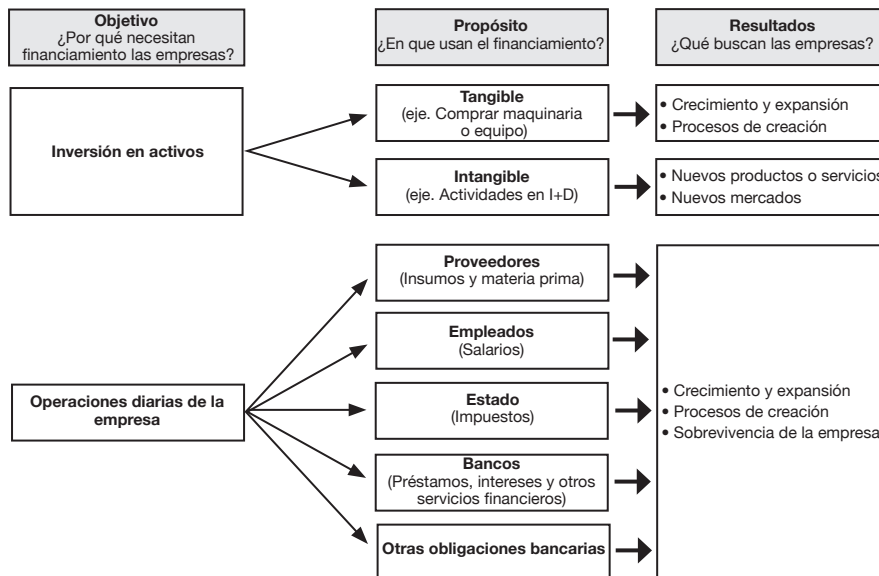 Objetivo
¿Por qué necesitan
financiamiento las empresas?
Propósito
¿En que usan el financiamiento?
Resultados
¿Qué buscan las empresas?
Inversión en activos
Tangible
(eje. Comprar maquinaria
o equipo)
• Crecimiento y expansión
• Procesos de creación
Intangible
(eje. Actividades en I+D)
• Nuevos productos o servicios
• Nuevos mercados
Operaciones diarias de la
empresa
Proveedores
(Insumos y materia prima)
Empleados
(Salarios)
Estado
(Impuestos)
Bancos
(Préstamos, intereses y otros
servicios financieros)
Otras obligaciones bancarias
• Crecimiento y expansión
• Procesos de creación
• Sobrevivencia de la empresa